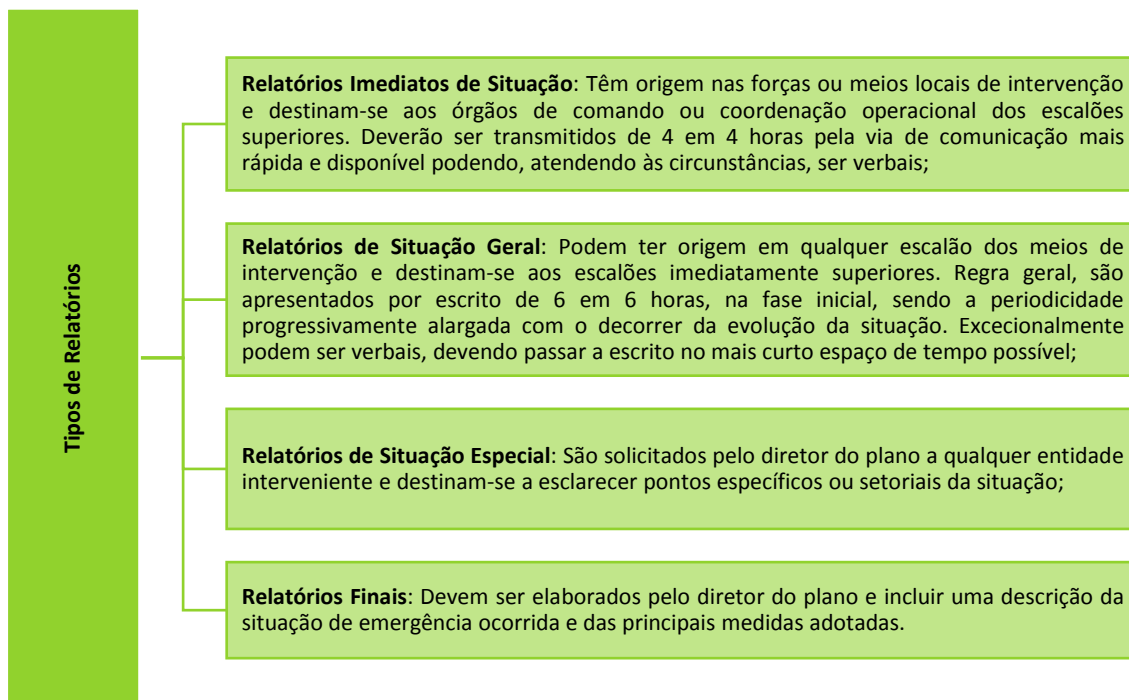 Tipos de Relatórios
Relatórios Imediatos de Situação: Têm origem nas forças ou meios locais de intervenção
e destinam-se aos órgãos de comando ou coordenação operacional dos escalões
superiores. Deverão ser transmitidos de 4 em 4 horas pela via de comunicação mais
rápida e disponível podendo, atendendo às circunstâncias, ser verbais;
Relatórios de Situação Geral: Podem ter origem em qualquer escalão dos meios de
intervenção e destinam-se aos escalões imediatamente superiores. Regra geral, são
apresentados por escrito de 6 em 6 horas, na fase inicial, sendo a periodicidade
progressivamente alargada com o decorrer da evolução da situação. Excecionalmente
podem ser verbais, devendo passar a escrito no mais curto espaço de tempo possível;
Relatórios de Situação Especial: São solicitados pelo diretor do plano a qualquer entidade
interveniente e destinam-se a esclarecer pontos específicos ou setoriais da situação;
Relatórios Finais: Devem ser elaborados pelo diretor do plano e incluir uma descrição da
situação de emergência ocorrida e das principais medidas adotadas.